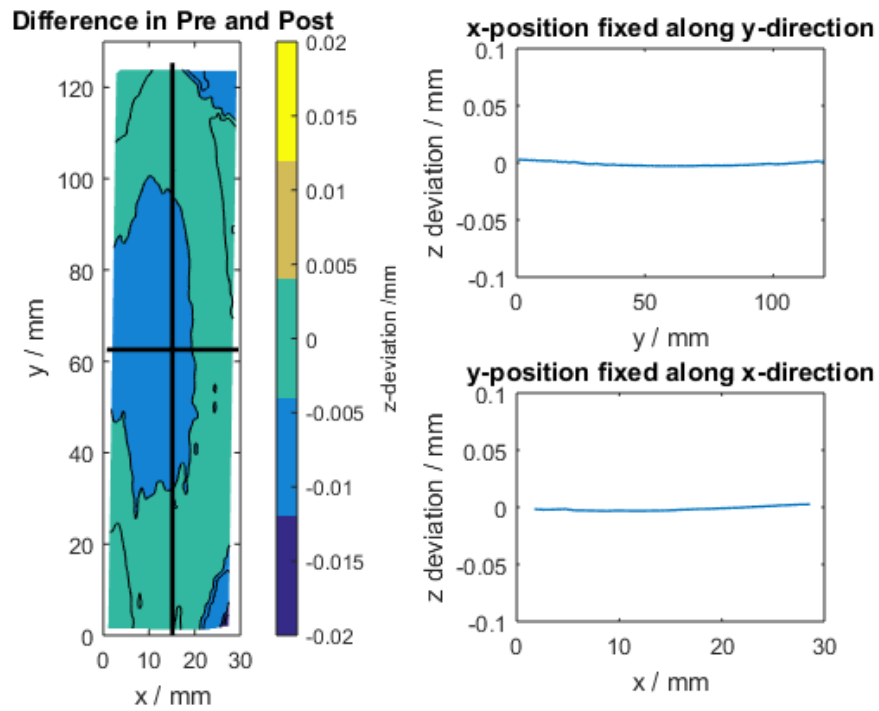 Difference in Pre and Post
y / mm
120
100
80
60
40
20
0
0 10 20 30
x / mm
0.02
0.015
0.01
0.005
0
-0.005
-0.01
-0.015
-0.02
z-deviation /mm
x-position fixed along y-direction
z deviation / mm
0.1
0.05
0
-0.05
-0.1
0 50 100
y / mm
y-position fixed along x-direction
z deviation / mm
0.1
0.05
0
-0.05
-0.1
0 10 20 30
x / mm